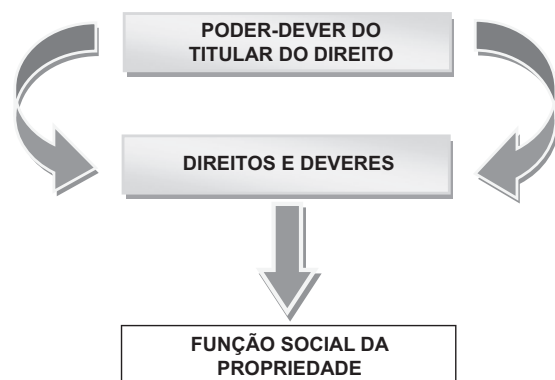 PODER-DEVER DO
TITULAR DO DIREITO
DIREITOS E DEVERES
FUNÇÃO SOCIAL DA
PROPRIEDADE